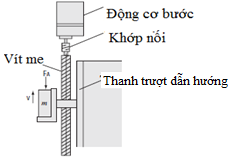 Động cơ bước
Khớp nối
Vít me
Thanh trượt dẫn hướng
FA
v
m